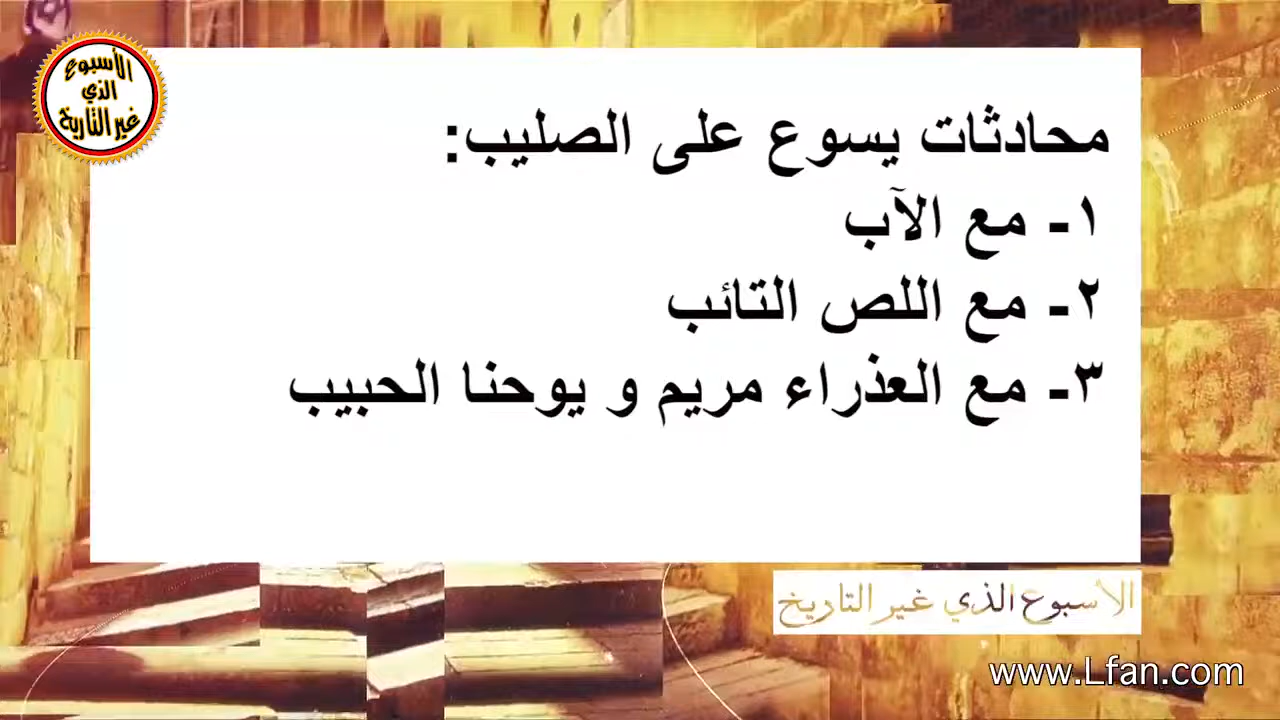 الأسبوع
الذي
غير التاريخ
محادثات يسوع على الصليب:
١- مع الآب
٢- مع اللص التائب
٣- مع العذراء مريم و يوحنا الحبيب
الأسبوع الذي غير التاريخ
www.Lfan.com